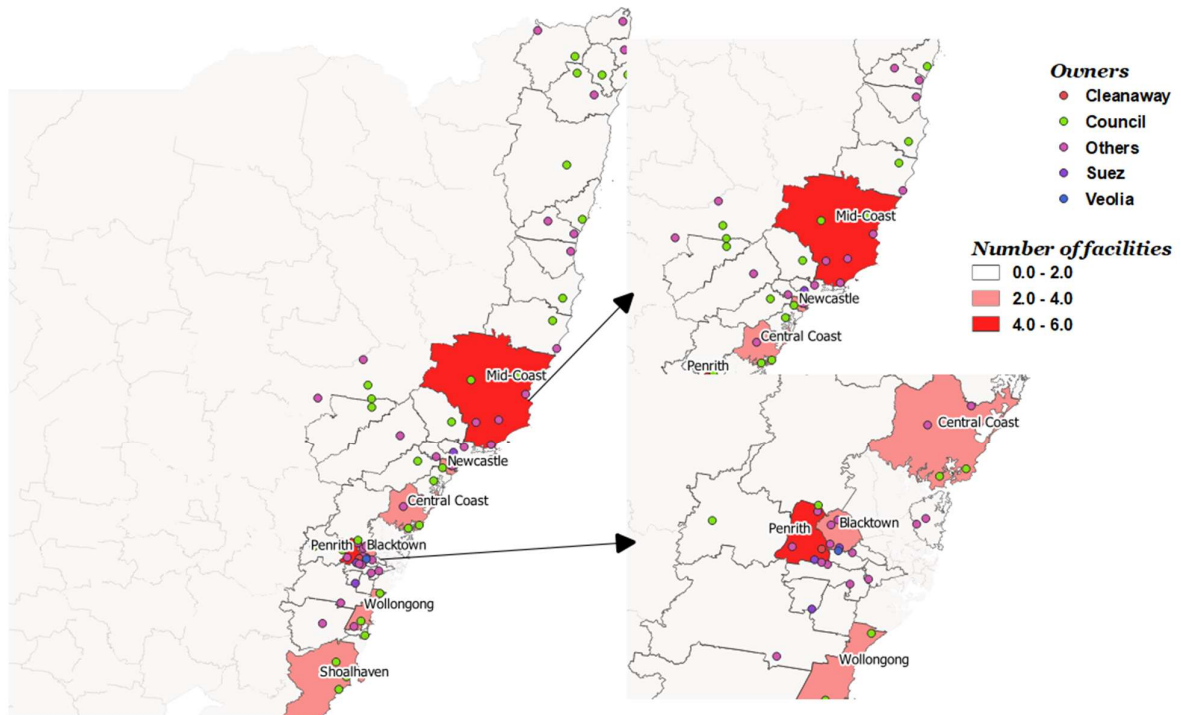 Mid-Coast
Newcastle
Central Coast
Penrith
Blacktown
Wollongong
Shoalhaven
Mid-Coast
Newcastle
Central Coast
Penrith
Central Coast
Penrith
Blacktown
Wollongong
Owners
Cleanaway
Council
Others
Suez
Veolia
Number of facilities
0.0 - 2.0
2.0 - 4.0
4.0 - 6.0